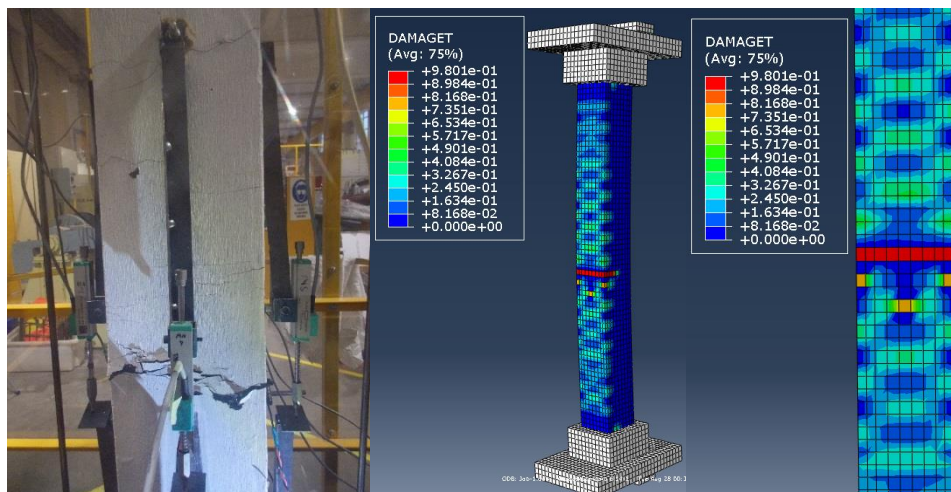 DAMAGET
(Avg: 75%)
+9.801e-01
+8.984e-01
+8.168e-01
+7.351e-01
+6.534e-01
+5.717e-01
+4.901e-01
+4.084e-01
+3.267e-01
+2.450e-01
+1.634e-01
+8.168e-02
+0.000e+00
DAMAGET
(Avg: 75%)
+9.801e-01
+8.984e-01
+8.168e-01
+7.351e-01
+6.534e-01
+5.717e-01
+4.901e-01
+4.084e-01
+3.267e-01
+2.450e-01
+1.634e-01
+8.168e-02
+0.000e+00